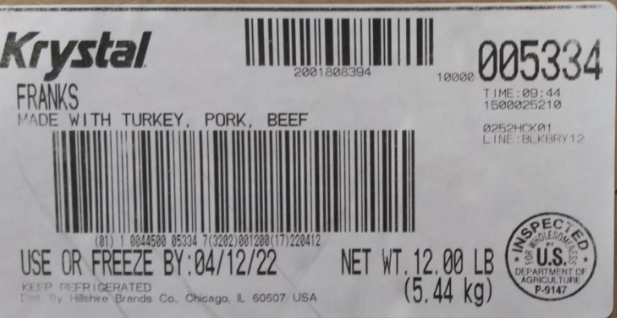 Krystal
2001808394
10000 005334
FRANKS
TIME:09:44
1500025210
MADE WITH TURKEY, PORK, BEEF
0252HCK01
LINE:BLKBRY12
(01) 1 0044500 05334 7(3202)001200(17)220412
USE OR FREEZE BY:04/12/22
NET WT.12.00 LB
(5.44 kg)
KEEP REFRIGERATED
Dist. By Hillshire Brands Co. Chicago, IL 60607 USA
INSPECTED
FOR WHOLESOMENESS
U.S.
DEPARTMENT OF
AGRICULTURE
P-9147